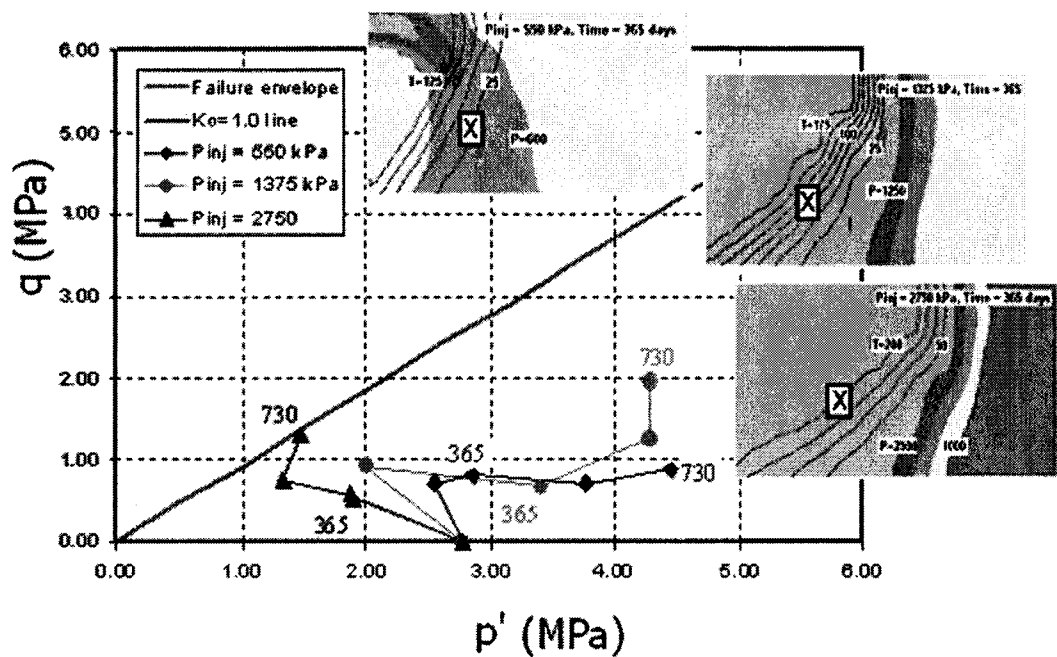 6.00
5.00
4.00
3.00
2.00
1.00
0.00
q (MPa)
Failure envelope
Ko=1.0 line
Pinj = 550 kPa
Pinj = 1375 kPa
Pinj = 2750
Pinj = 550 kPa, Time = 365 days
T=125
25
X
P=600
Pinj = 1325 kPa, Time = 365
T=175
100
25
X
P=1250
Pinj = 2750 kPa, Time = 365 days
T=200
50
X
P=2500
1000
730
730
365
730
365
365
0.00
1.00
2.00
3.00
4.00
5.00
6.00
p' (MPa)